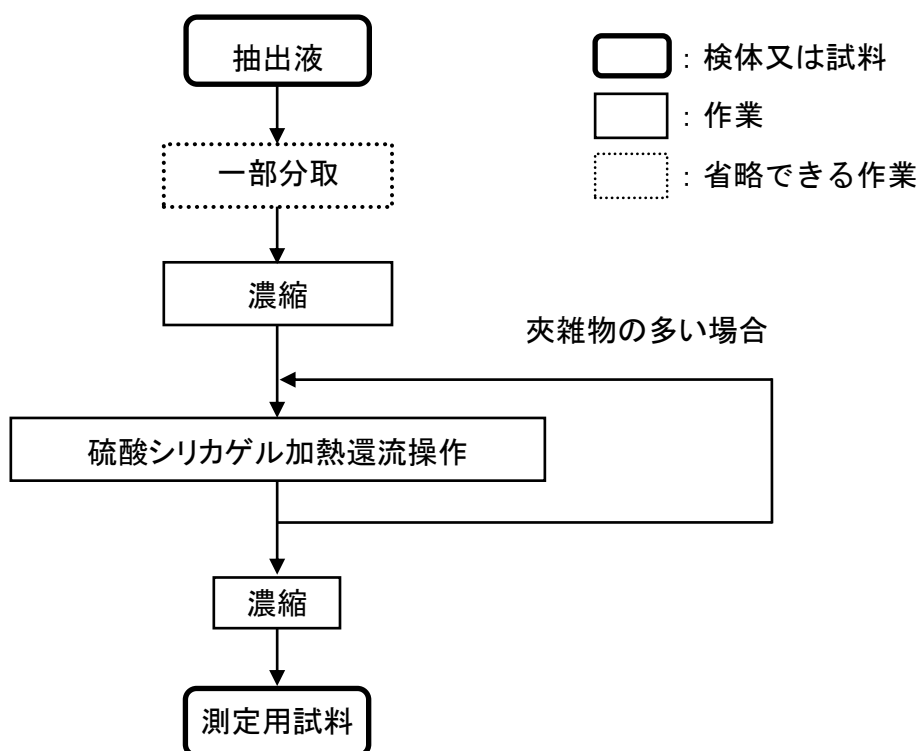 抽出液
一部分取
濃縮
夾雑物の多い場合
硫酸シリカゲル加熱還流操作
濃縮
測定用試料
：検体又は試料
：作業
：省略できる作業